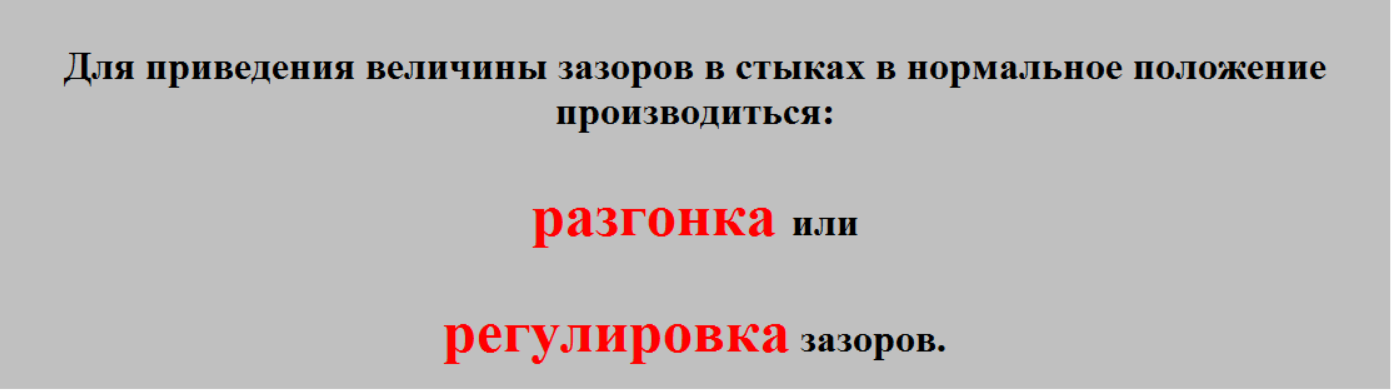 Для приведения величины зазоров в стыках в нормальное положение
производиться:
разгонка или
регулировка зазоров.